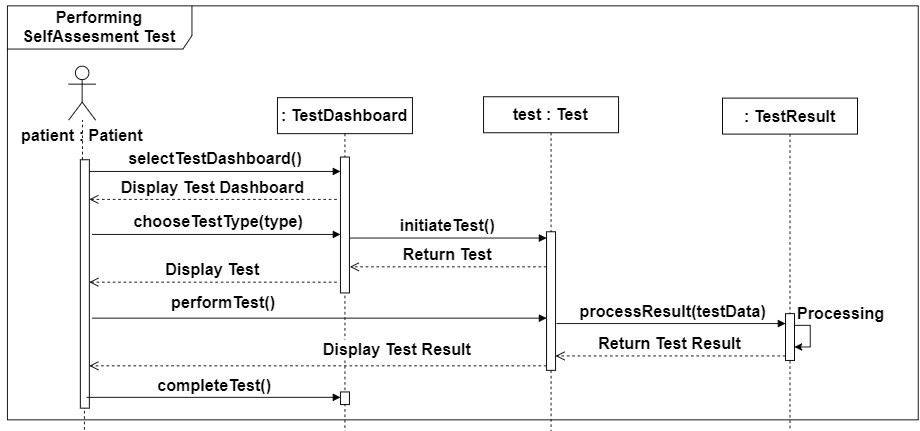 Performing
SelfAssesment Test
: TestDashboard
test : Test
: TestResult
patient : Patient
selectTestDashboard()
Display Test Dashboard
chooseTestType(type)
initiateTest()
Return Test
Display Test
performTest()
processResult(testData)
Processing
Return Test Result
Display Test Result
completeTest()